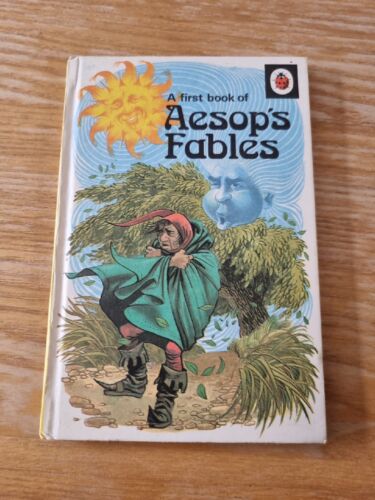 A first book of
Aesop's
Fables